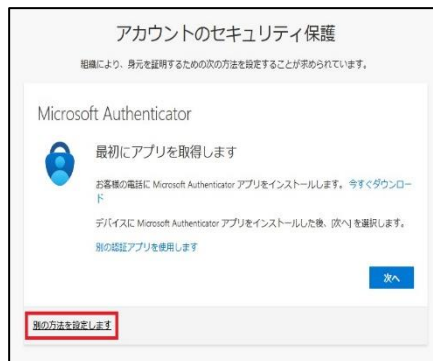 アカウントのセキュリティ保護
組織により、身元を証明するための次の方法を設定することが求められています。
Microsoft Authenticator
最初にアプリを取得します
お客様の電話に Microsoft Authenticator アプリをインストールします。 今すぐダウンロー
ド
デバイスに Microsoft Authenticator アプリをインストールした後、[次へ] を選択します。
別の認証アプリを使用します
次へ
別の方法を設定します